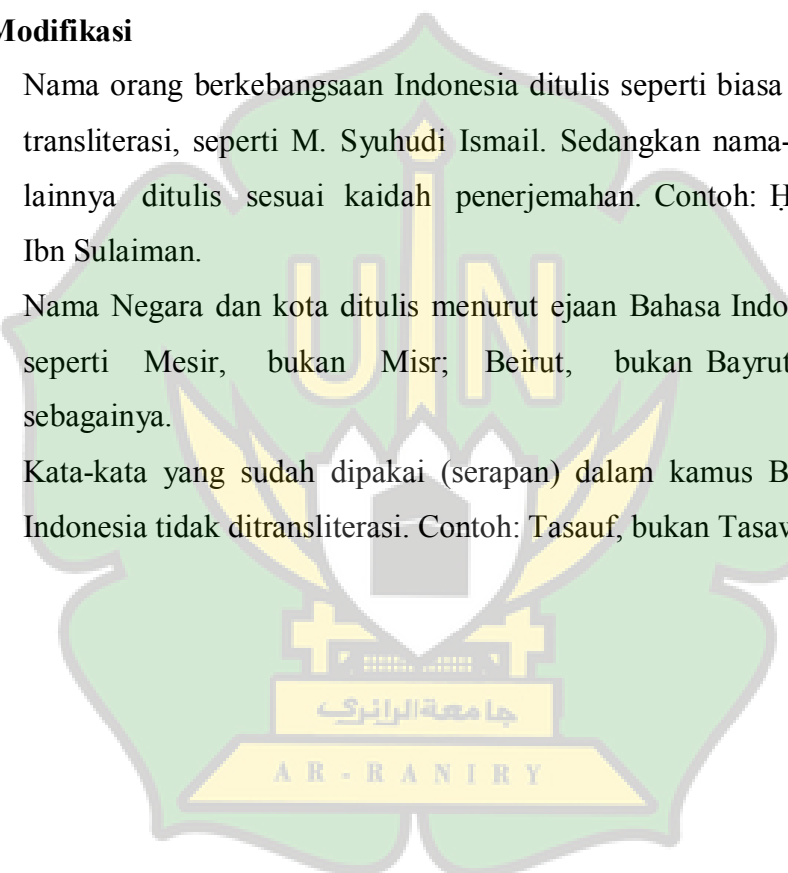 Modifikasi
Nama orang berkebangsaan Indonesia ditulis seperti biasa
transliterasi, seperti M. Syuhudi Ismail. Sedangkan nama-
lainnya ditulis sesuai kaidah penerjemahan. Contoh: Ḥ
Ibn Sulaiman.
Nama Negara dan kota ditulis menurut ejaan Bahasa Indo
seperti Mesir, bukan Misr; Beirut, bukan Bayrut
sebagainya.
Kata-kata yang sudah dipakai (serapan) dalam kamus B
Indonesia tidak ditransliterasi. Contoh: Tasauf, bukan Tasaw
UIN
جامعة الرانري
AR-RANIRY